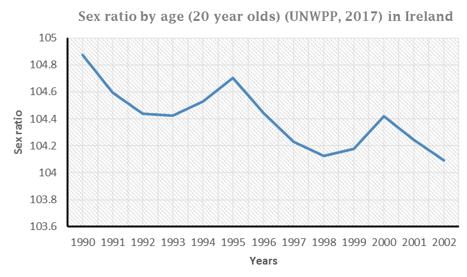 Sex ratio by age (20 year olds) (UNWPP, 2017) in Ireland
105
104.8
104.6
104.4
104.2
104
103.8
103.6
Sex ratio
1990 1991 1992 1993 1994 1995 1996 1997 1998 1999 2000 2001 2002
Years